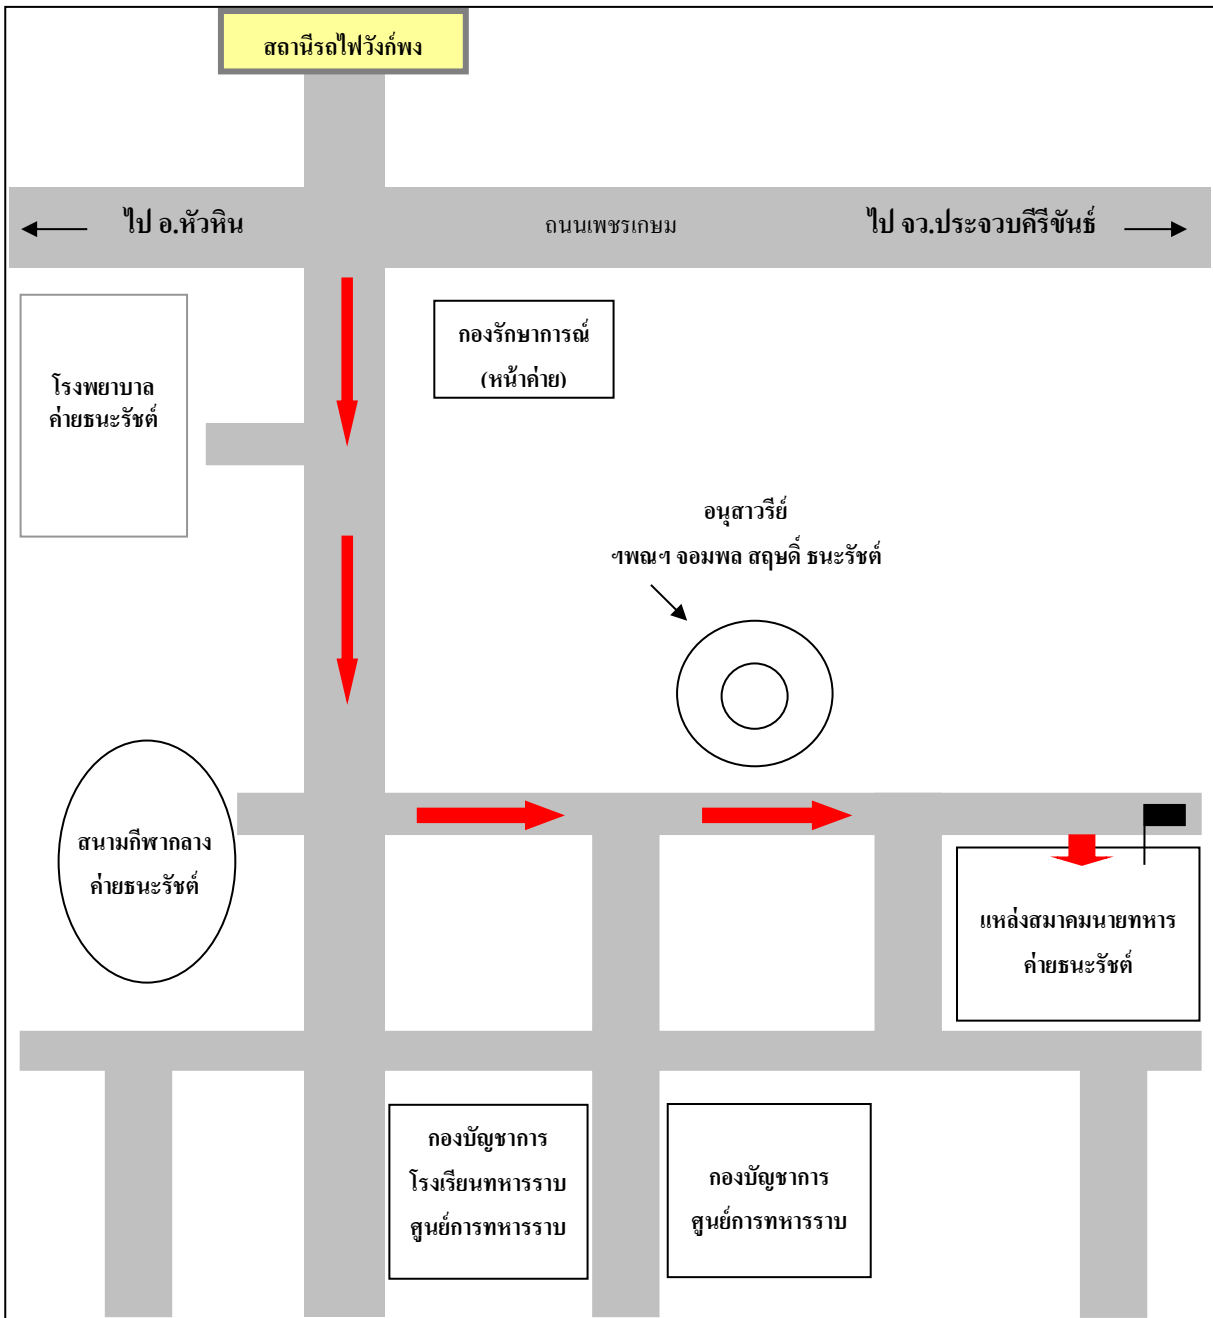 สถานีรถไฟวังก์พง
ไป อ.หัวหิน
ถนนเพชรเกษม
ไป จว.ประจวบคีรีขันธ์
กองรักษาการณ์
(หน้าค่าย)
โรงพยาบาล
ค่ายธนะรัชต์
อนุสาวรีย์
ฯพณฯ จอมพล สฤษดิ์ ธนะรัชต์
สนามกีฬากลาง
ค่ายธนะรัชต์
แหล่งสมาคมนายทหาร
ค่ายธนะรัชต์
กองบัญชาการ
โรงเรียนทหารราบ
ศูนย์การทหารราบ
กองบัญชาการ
ศูนย์การทหารราบ